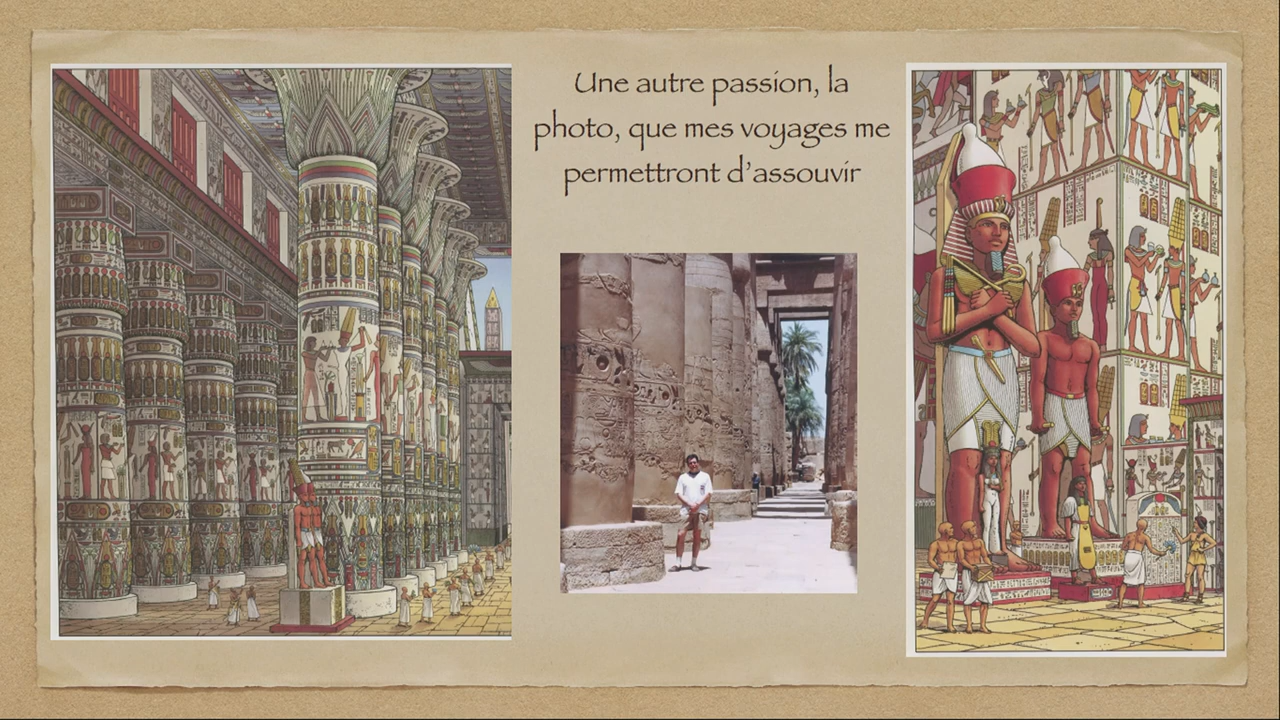 Une autre passion, la
photo, que mes voyages me
permettront d'assouvir